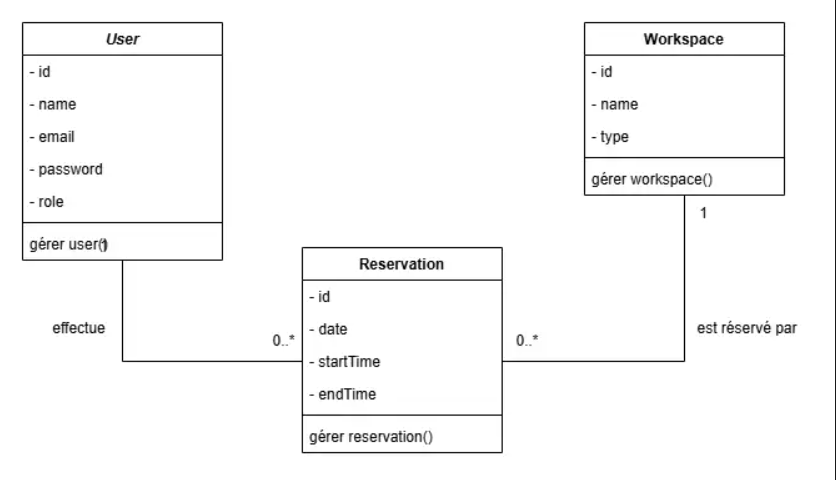 User
- id
- name
- email
- password
- role
gérer user()
1
effectue
0..*
Workspace
- id
- name
- type
gérer workspace()
1
est réservé par
0..*
Reservation
- id
- date
- startTime
- endTime
gérer reservation()